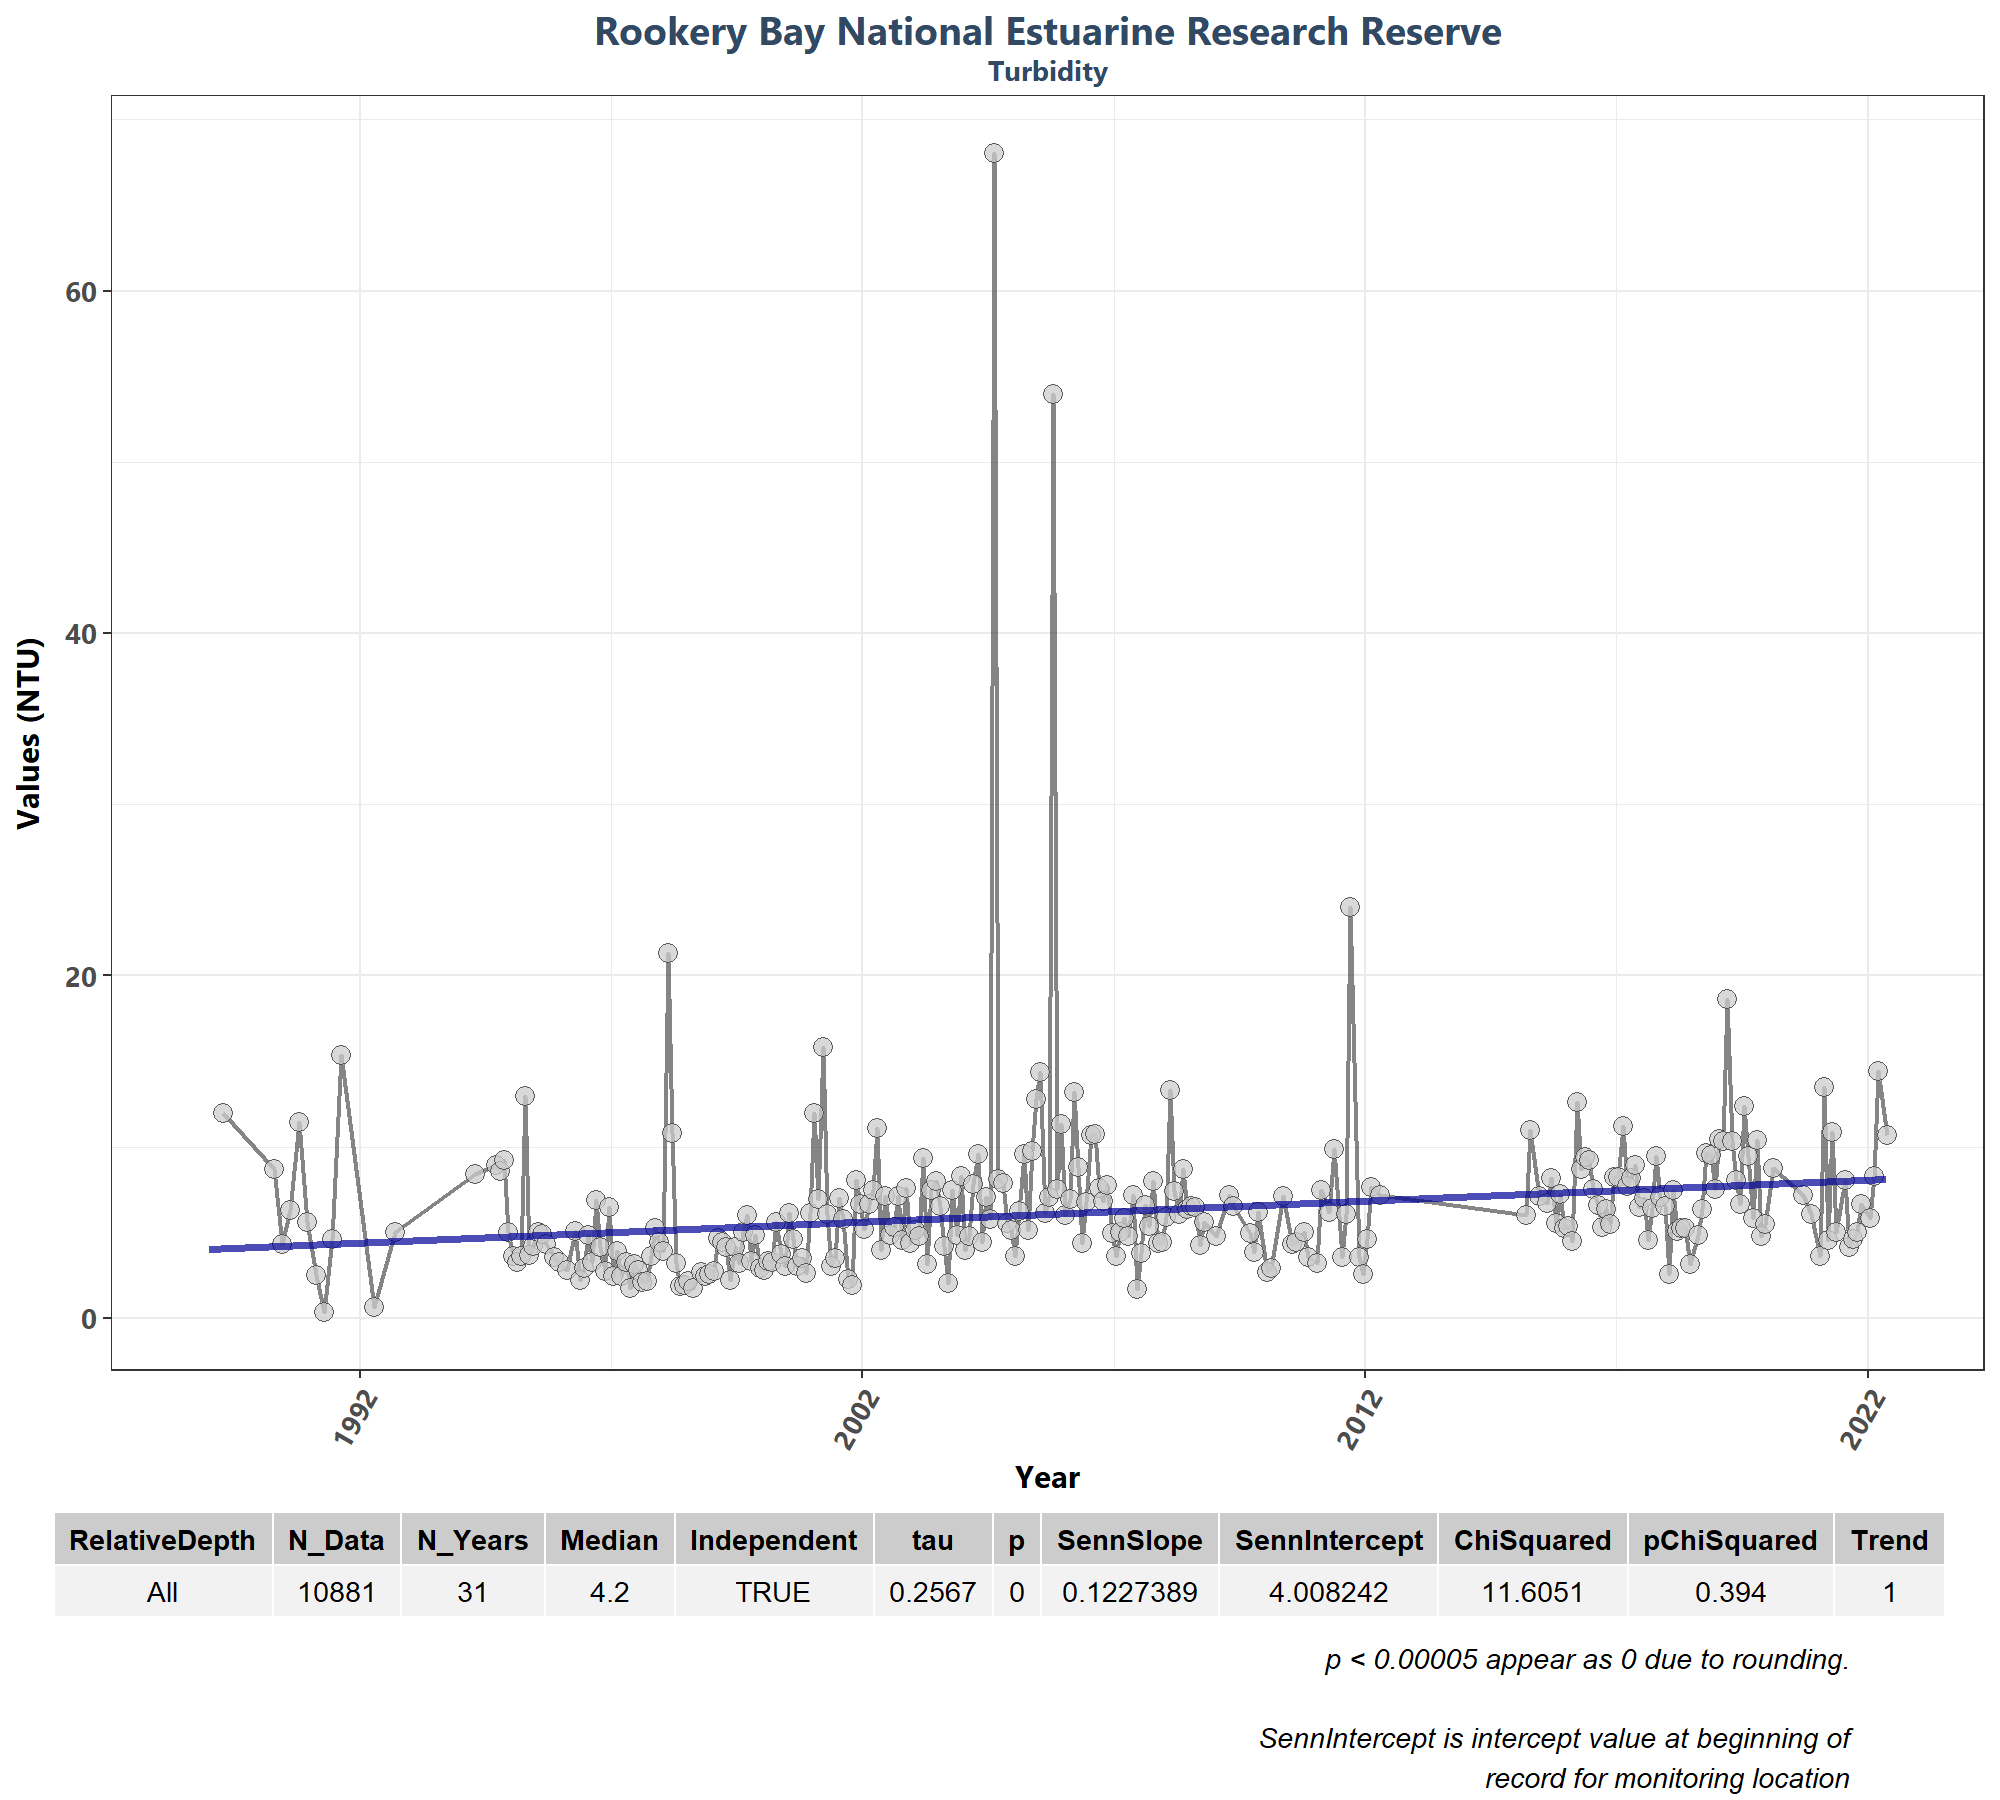 Rookery Bay National Estuarine Research Reserve
Turbidity
Values (NTU)
60
40
20
0
1992 2002 2012 2022
Year
RelativeDepth N_Data N_Years Median Independent tau p SennSlope SennIntercept ChiSquared pChiSquared Trend
All 10881 31 4.2 TRUE 0.2567 0 0.1227389 4.008242 11.6051 0.394 1
p < 0.00005 appear as 0 due to rounding.
SennIntercept is intercept value at beginning of
record for monitoring location